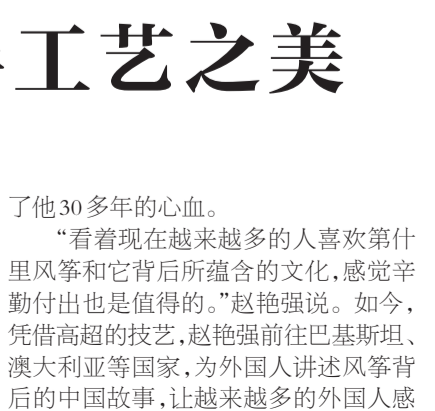 工艺之美
了他30多年的心血。
“看着现在越来越多的人喜欢第什
里风筝和它背后所蕴含的文化,感觉辛
勤付出也是值得的。”赵艳强说。如今,
凭借高超的技艺,赵艳强前往巴基斯坦、
澳大利亚等国家,为外国人讲述风筝背
后的中国故事,让越来越多的外国人感